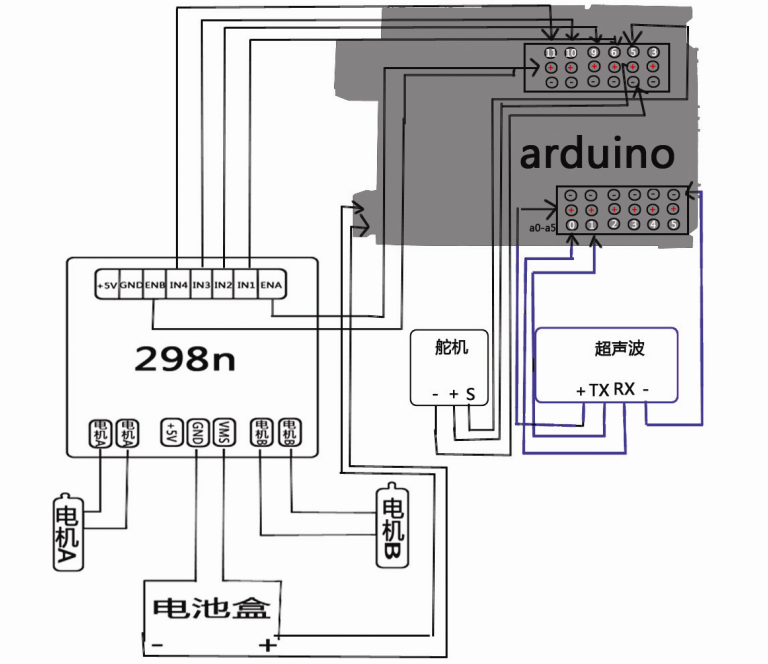 11 10 9 6 5 3
+ + + + + +
- - - - - -
arduino
- - - - - -
+ + + + + +
a0-a5 0 1 2 3 4 5
+5V GND ENB IN4 IN3 IN2 IN1 ENA
298n
舵机
- + S
超声波
+ TX RX -
电机A 电机A +5V GND VMS 电机B 电机B
电机A
电机B
电池盒
- +